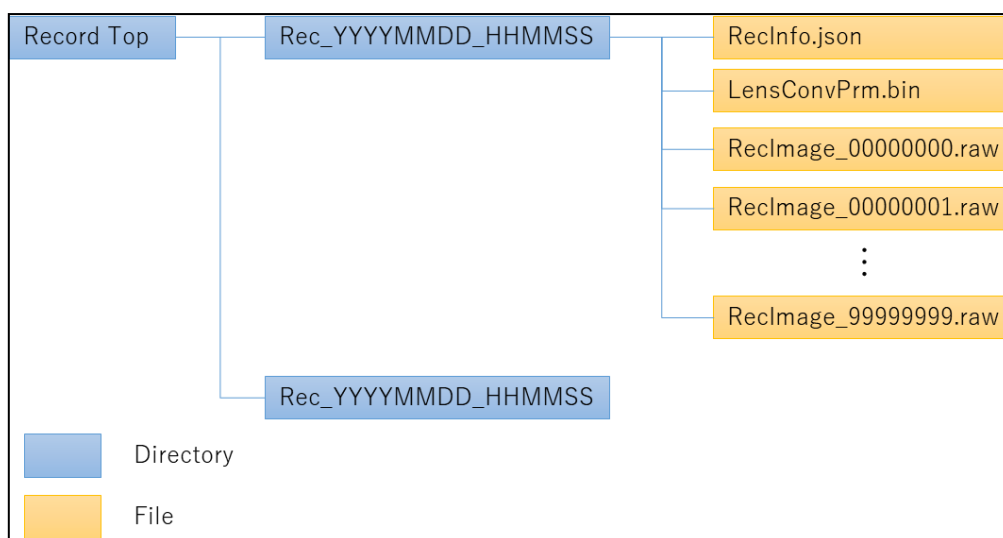 Record Top
Rec_YYYYMMDD_HHMMSS
RecInfo.json
LensConvPrm.bin
RecImage_00000000.raw
RecImage_00000001.raw
⋮
RecImage_99999999.raw
Rec_YYYYMMDD_HHMMSS
Directory
File